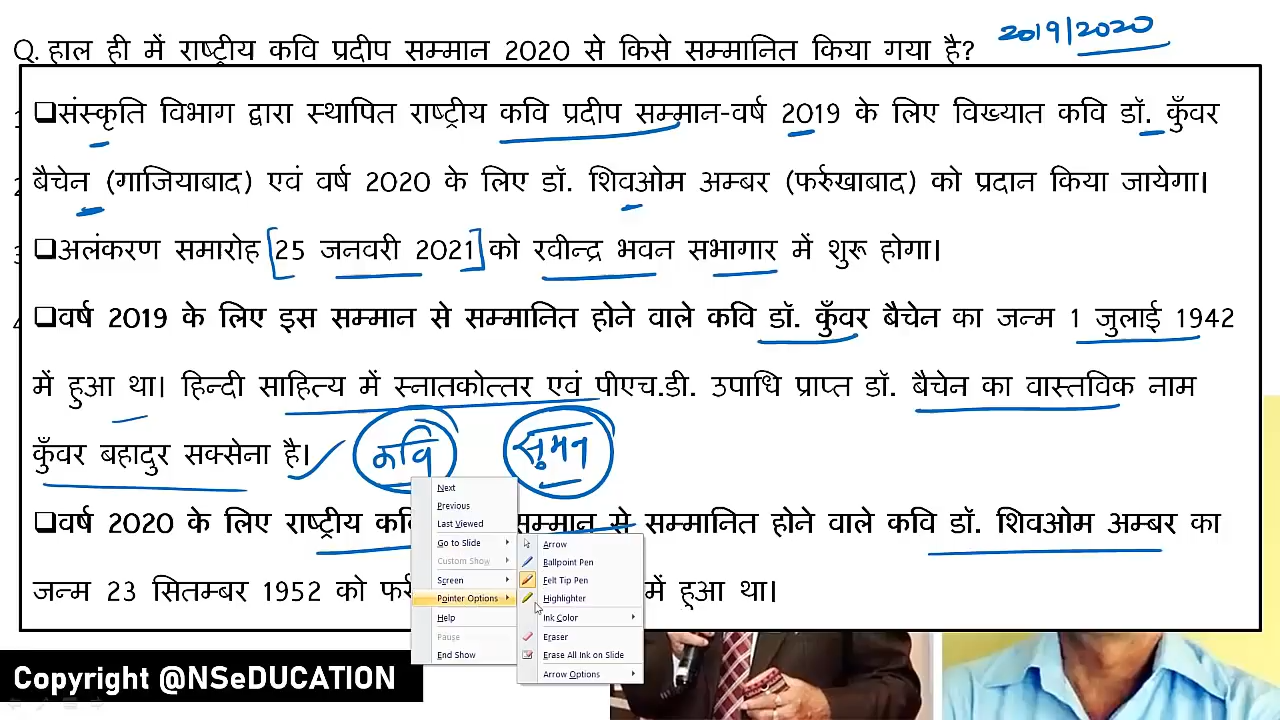 2019/2020
Q. हाल ही में राष्ट्रीय कवि प्रदीप सम्मान 2020 से किसे सम्मानित किया गया है?
❑संस्कृति विभाग द्वारा स्थापित राष्ट्रीय कवि प्रदीप सम्मान-वर्ष 2019 के लिए विख्यात कवि डॉ. कुँवर
बैचेन (गाजियाबाद) एवं वर्ष 2020 के लिए डॉ. शिवओम अम्बर (फर्रुखाबाद) को प्रदान किया जायेगा।
❑अलंकरण समारोह [25 जनवरी 2021] को रवीन्द्र भवन सभागार में शुरू होगा।
❑वर्ष 2019 के लिए इस सम्मान से सम्मानित होने वाले कवि डॉ. कुँवर बैचेन का जन्म 1 जुलाई 1942
में हुआ था। हिन्दी साहित्य में स्नातकोत्तर एवं पीएच.डी. उपाधि प्राप्त डॉ. बैचेन का वास्तविक नाम
कुँवर बहादुर सक्सेना है। कवि सुमन
❑वर्ष 2020 के लिए राष्ट्रीय सम्मान से सम्मानित होने वाले कवि डॉ. शिवओम अम्बर का
जन्म 23 सितम्बर 1952 को में हुआ था।
Next
Previous
Last Viewed
Go to Slide
Custom Show
Screen
Pointer Options
Help
Pause
End Show
Arrow
Ballpoint Pen
Felt Tip Pen
Highlighter
Ink Color
Eraser
Erase All Ink on Slide
Arrow Options
Copyright @NSeDUCATION